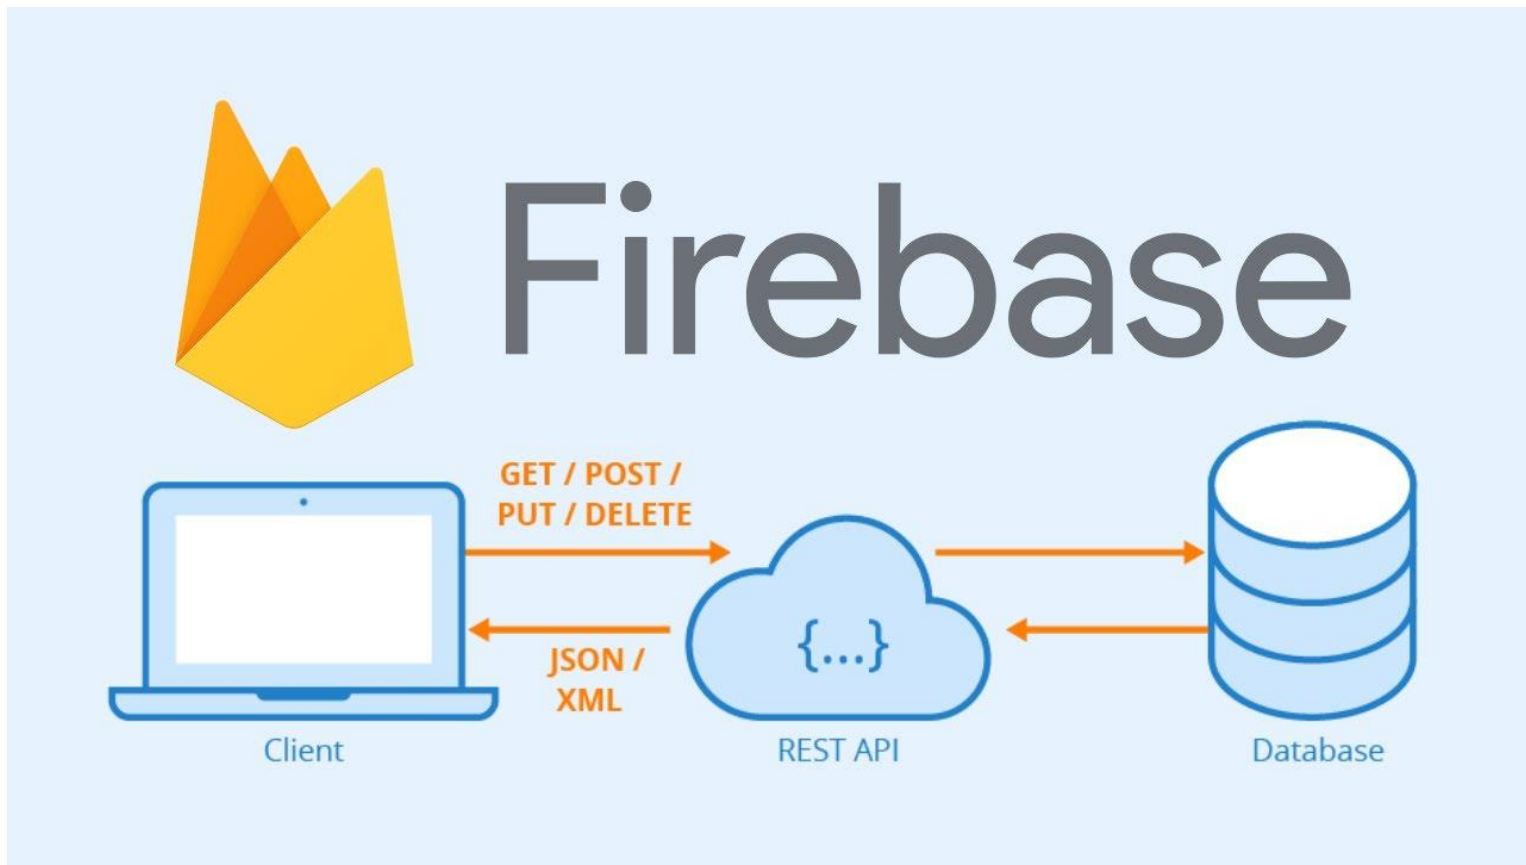 Firebase
GET / POST /
PUT / DELETE
{...}
JSON /
XML
Client
REST API
Database